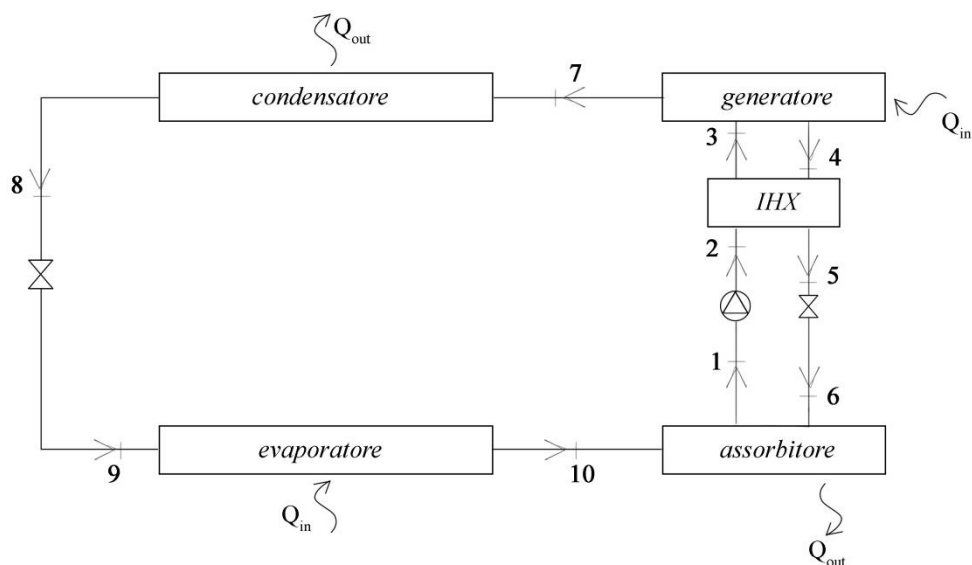 Q_out
7
condensatore
generatore
Q_in
3
4
8
IHX
2
5
1
6
evaporatore
assorbitore
9
10
Q_in
Q_out